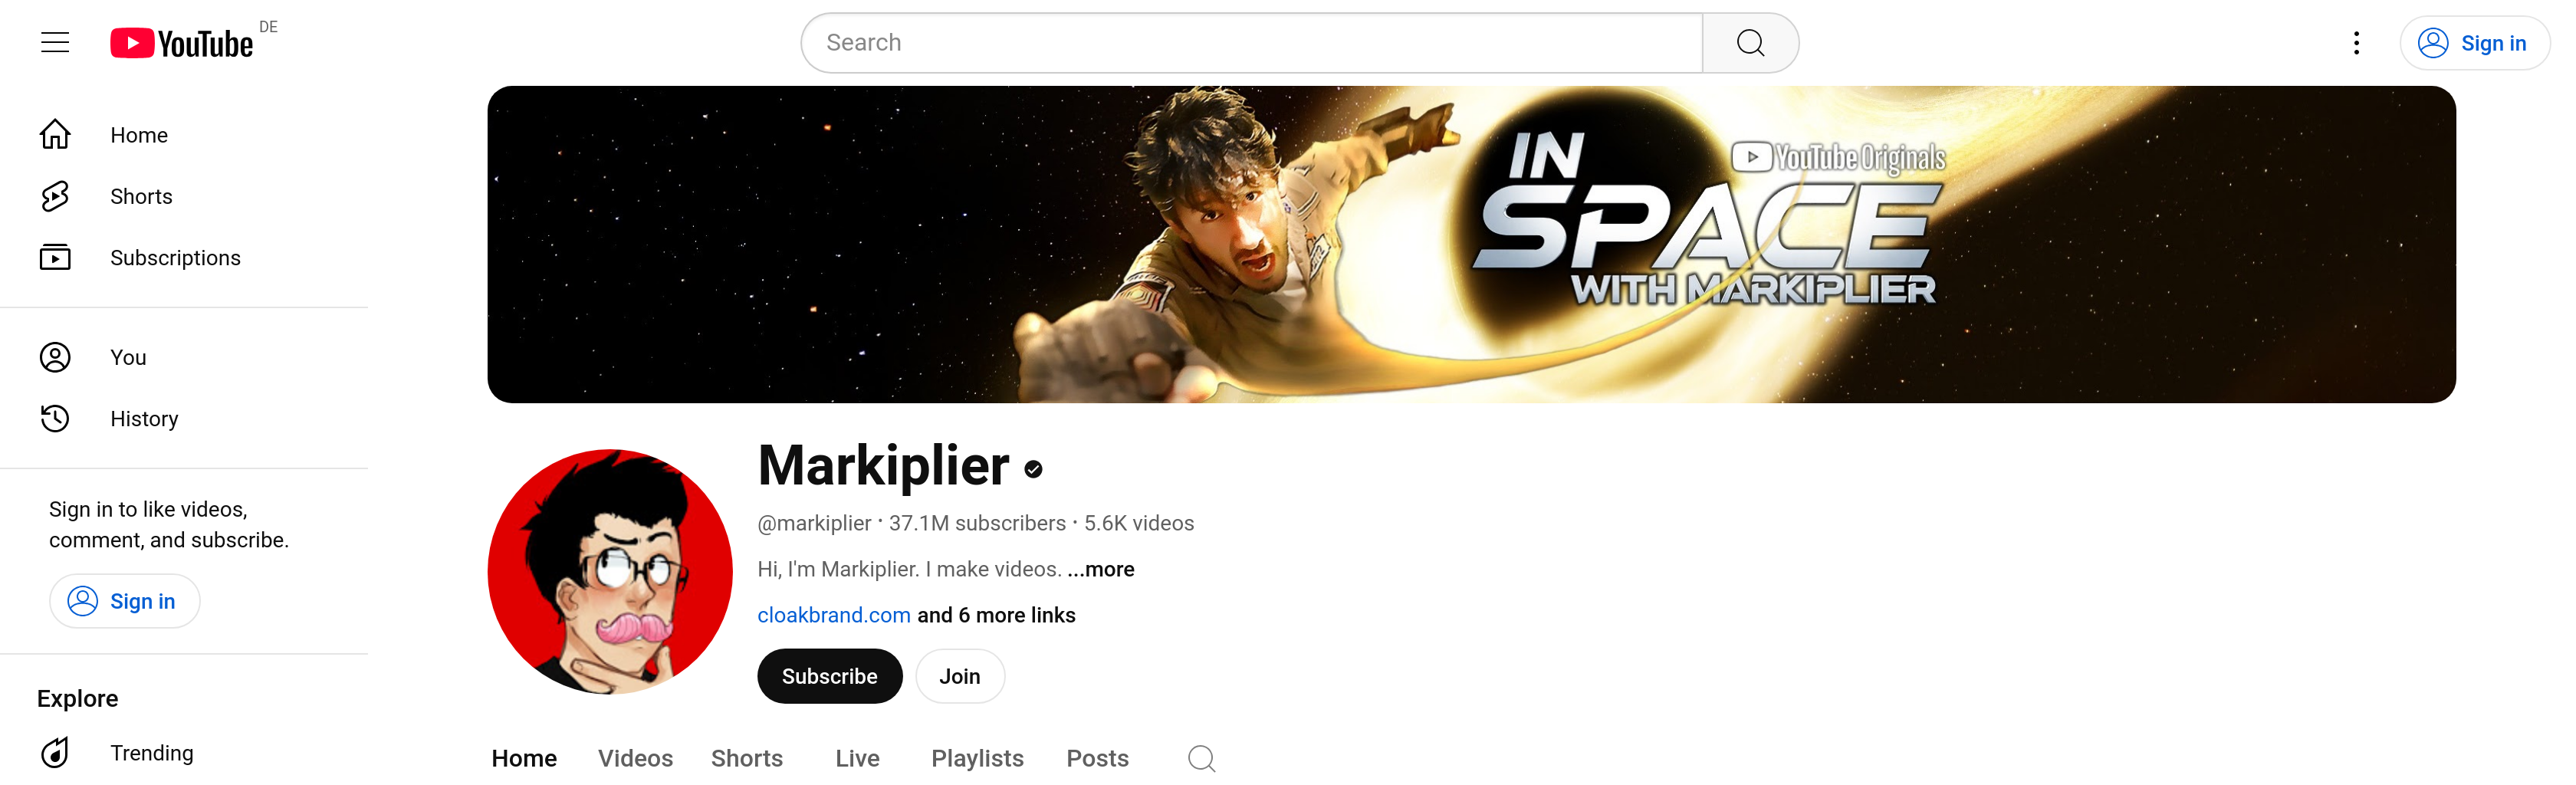 YouTube DE
Search
Sign in
Home
Shorts
Subscriptions
You
History
Sign in to like videos,
comment, and subscribe.
Sign in
Explore
Trending
IN
YouTube Originals
SPACE
WITH MARKIPLIER
Markiplier
@markiplier • 37.1M subscribers • 5.6K videos
Hi, I'm Markiplier. I make videos. ...more
cloakbrand.com and 6 more links
Subscribe Join
Home Videos Shorts Live Playlists Posts